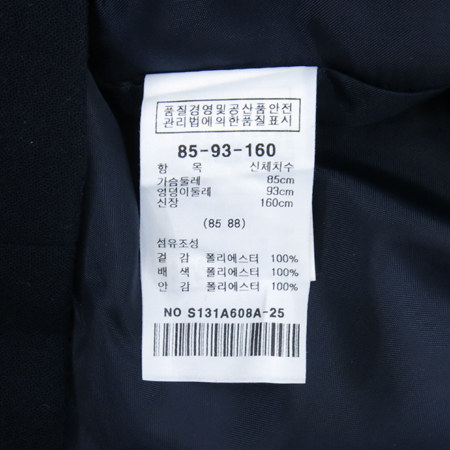 품질경영및공산품안전
관리법에의한품질표시
85-93-160
항 목 신체치수
가슴둘레 85cm
엉덩이둘레 93cm
신장 160cm
(85 88)
섬유조성
겉 감 폴리에스터 100%
배 색 폴리에스터 100%
안 감 폴리에스터 100%
NO S131A608A-25